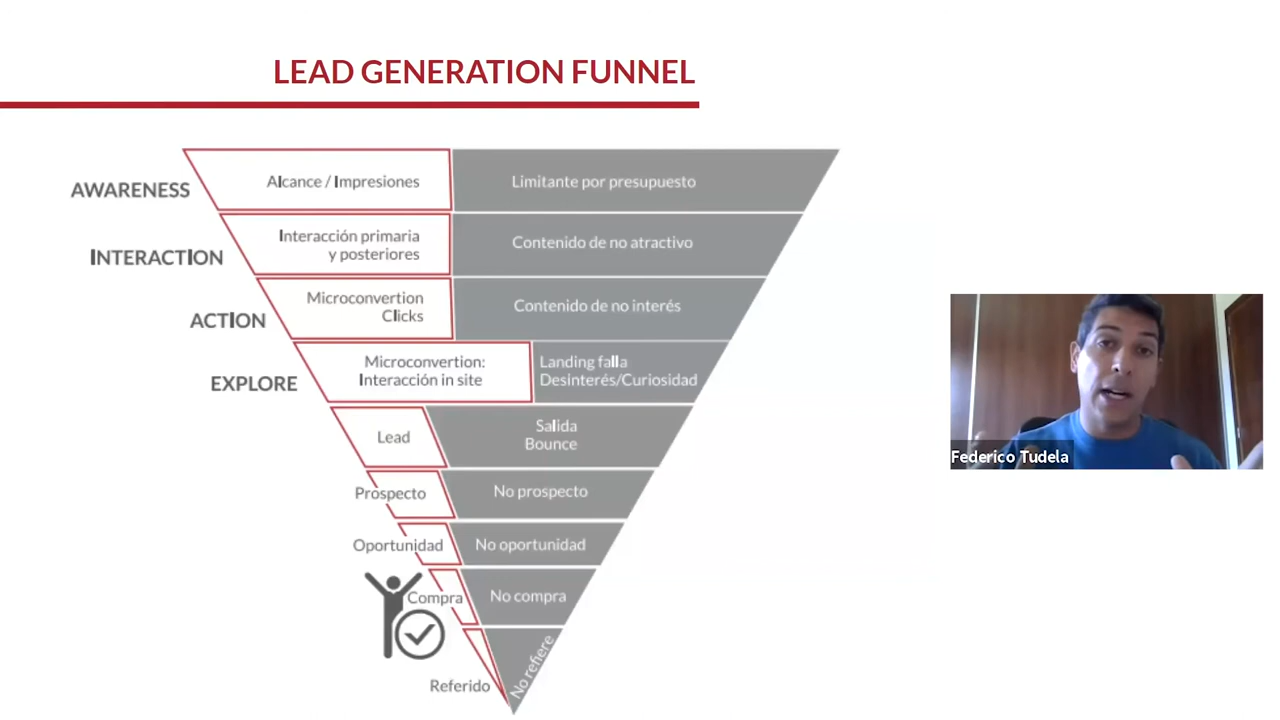 LEAD GENERATION FUNNEL
AWARENESS
Alcance / Impresiones
Limitante por presupuesto
INTERACTION
Interacción primaria
y posteriores
Contenido de no atractivo
ACTION
Microconvertion
Clicks
Contenido de no interés
EXPLORE
Microconvertion:
Interacción in site
Landing falla
Desinterés/Curiosidad
Lead
Salida
Bounce
Prospecto
No prospecto
Oportunidad
No oportunidad
Compra
No compra
Referido
No refiere
Federico Tudela